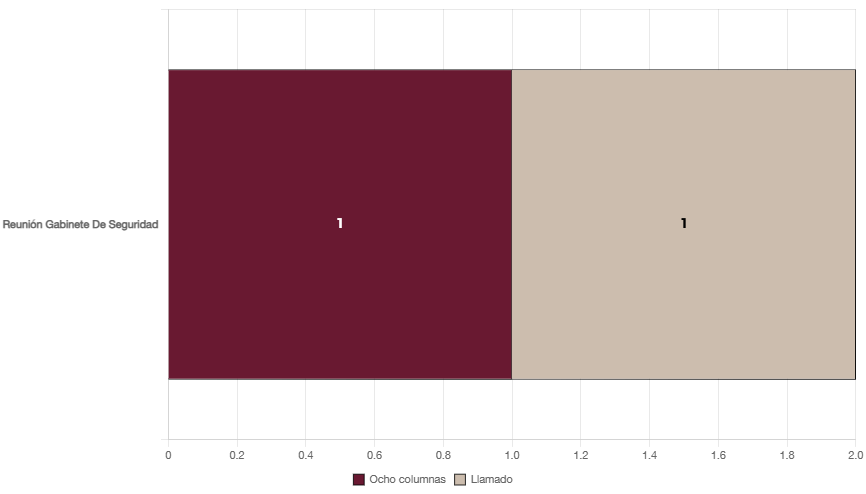 Reunión Gabinete De Seguridad
1 1
0 0.2 0.4 0.6 0.8 1.0 1.2 1.4 1.6 1.8 2.0
Ocho columnas Llamado